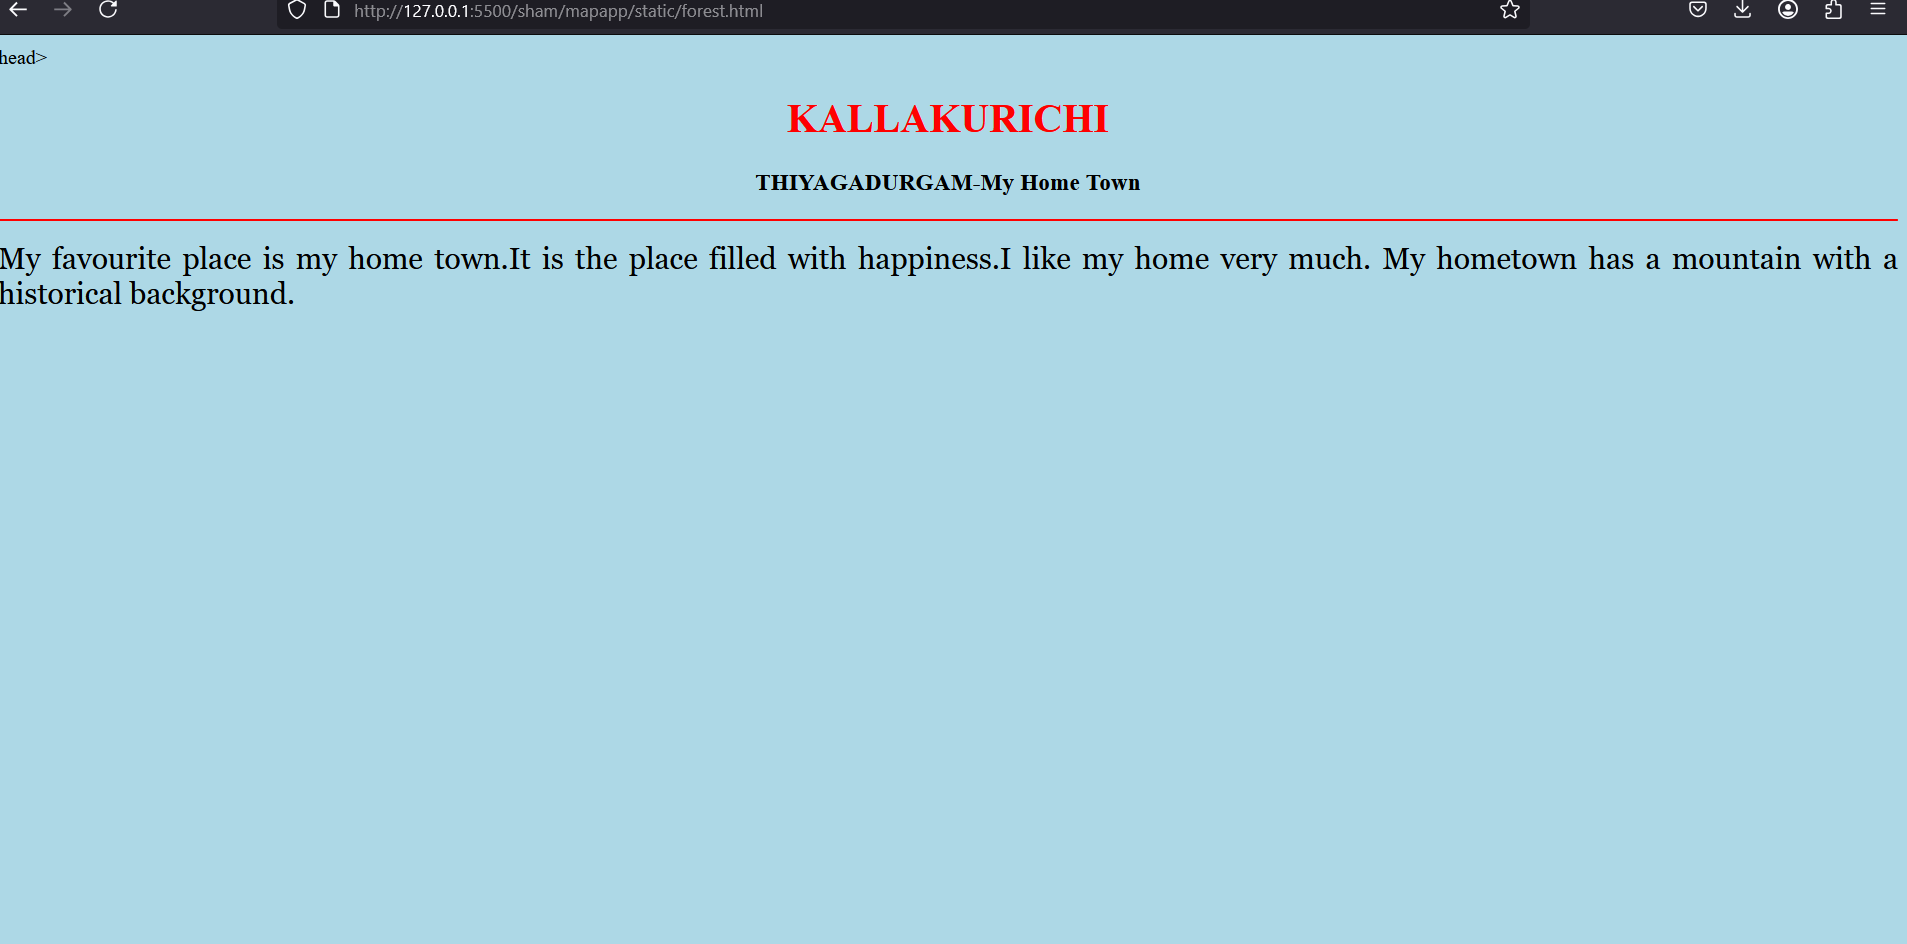 http://127.0.0.1:5500/sham/mapapp/static/forest.html
head>
KALLAKURICHI
THIYAGADURGAM-My Home Town
My favourite place is my home town.It is the place filled with happiness.I like my home very much. My hometown has a mountain with a
historical background.